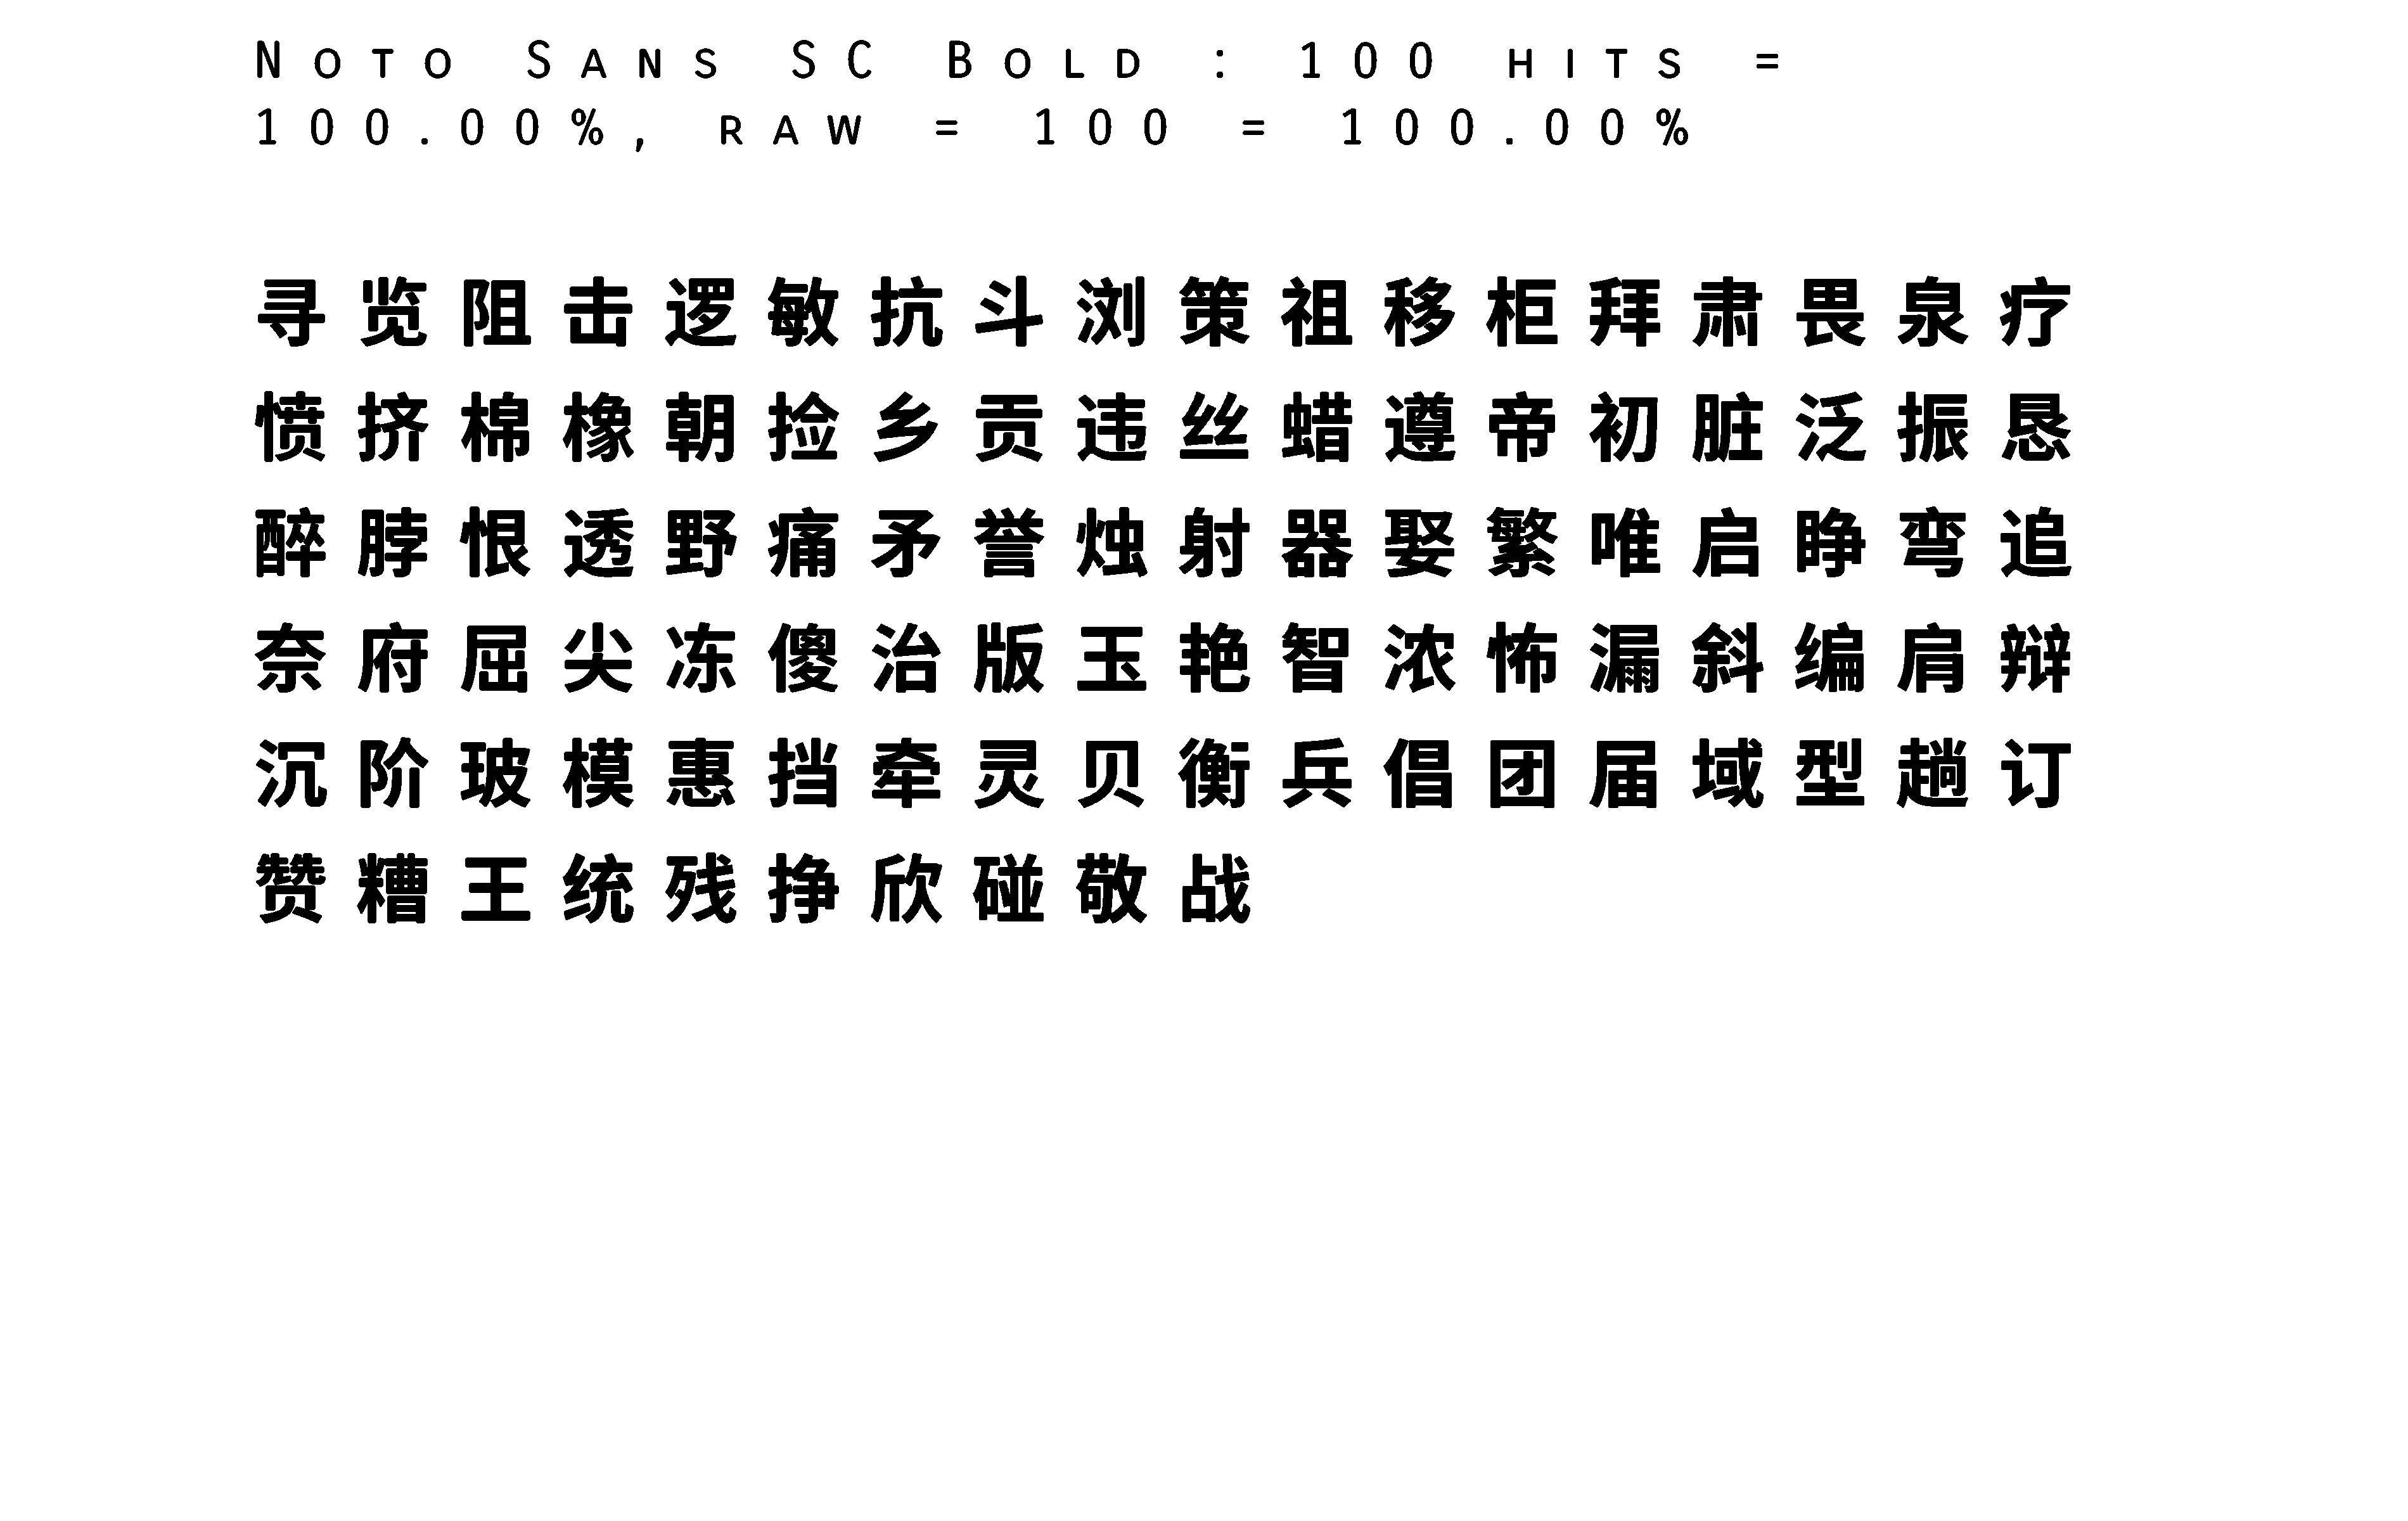 Noto Sans SC Bold : 100 hits =
100.00%, raw = 100 = 100.00%
寻览阻击逻敏抗斗浏策祖移柜拜肃畏泉疗
愤挤棉橡朝捡乡贡违丝蜡遵帝初脏泛振恳
醉脖恨透野痛矛誉烛射器娶繁唯启睁弯追
奈府屈尖冻傻治版玉艳智浓怖漏斜编肩辩
沉阶玻模惠挡牵灵贝衡兵倡团届域型趟订
赞糟王统残挣欣碰敬战